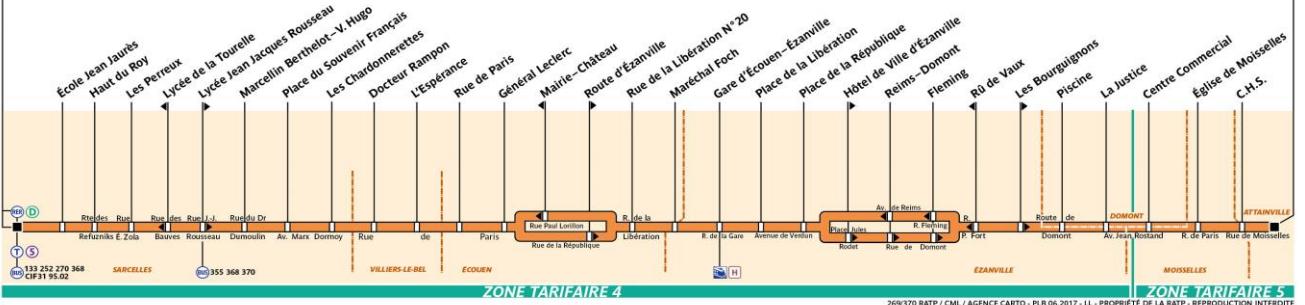 École Jean Jaurès
Haut du Roy
Les Perreux
Lycée de la Tourelle
Lycée Jean Jacques Rousseau
Marcellin Berthelot–V. Hugo
Place du Souvenir Français
Les Chardonnerettes
Docteur Rampon
L'Espérance
Rue de Paris
Général Leclerc
Mairie–Château
Route d'Ézanville
Rue de la Libération N°20
Maréchal Foch
Gare d'Écouen–Ézanville
Place de la Libération
Place de la République
Hôtel de Ville d'Ézanville
Reims–Domont
Fleming
Rû de Vaux
Les Bourguignons
Piscine
La Justice
Centre Commercial
Église de Moisselles
C.H.S.
RER D
Rte des
Refuzniks
Rue
É. Zola
Rue des
Bauves
Rue J.-J.
Rousseau
Rue du Dr
Dumoulin
Av. Marx Dormoy
Rue de Paris
Rue Paul Lorillon
Rue de la République
R. de la
Libération
R. de la Gare
Avenue de Verdun
Av. de Reims
R. Fleming
Place Jules
Rodet
Rue de Domont
R.
P. Fort
Route de
Domont
DOMONT
Av. Jean Rostand
R. de Paris
Rue de Moisselles
ATTAINVILLE
T 5
BUS 133 252 270 368
CIF31 95.02
SARCELLES
BUS 355 368 370
VILLIERS-LE-BEL
ÉCOUEN
H
ÉZANVILLE
MOISSELLES
ZONE TARIFAIRE 4
ZONE TARIFAIRE 5
269/370 RATP / CML / AGENCE CARTO - PLB 06.2017 - LL - PROPRIÉTÉ DE LA RATP - REPRODUCTION INTERDITE